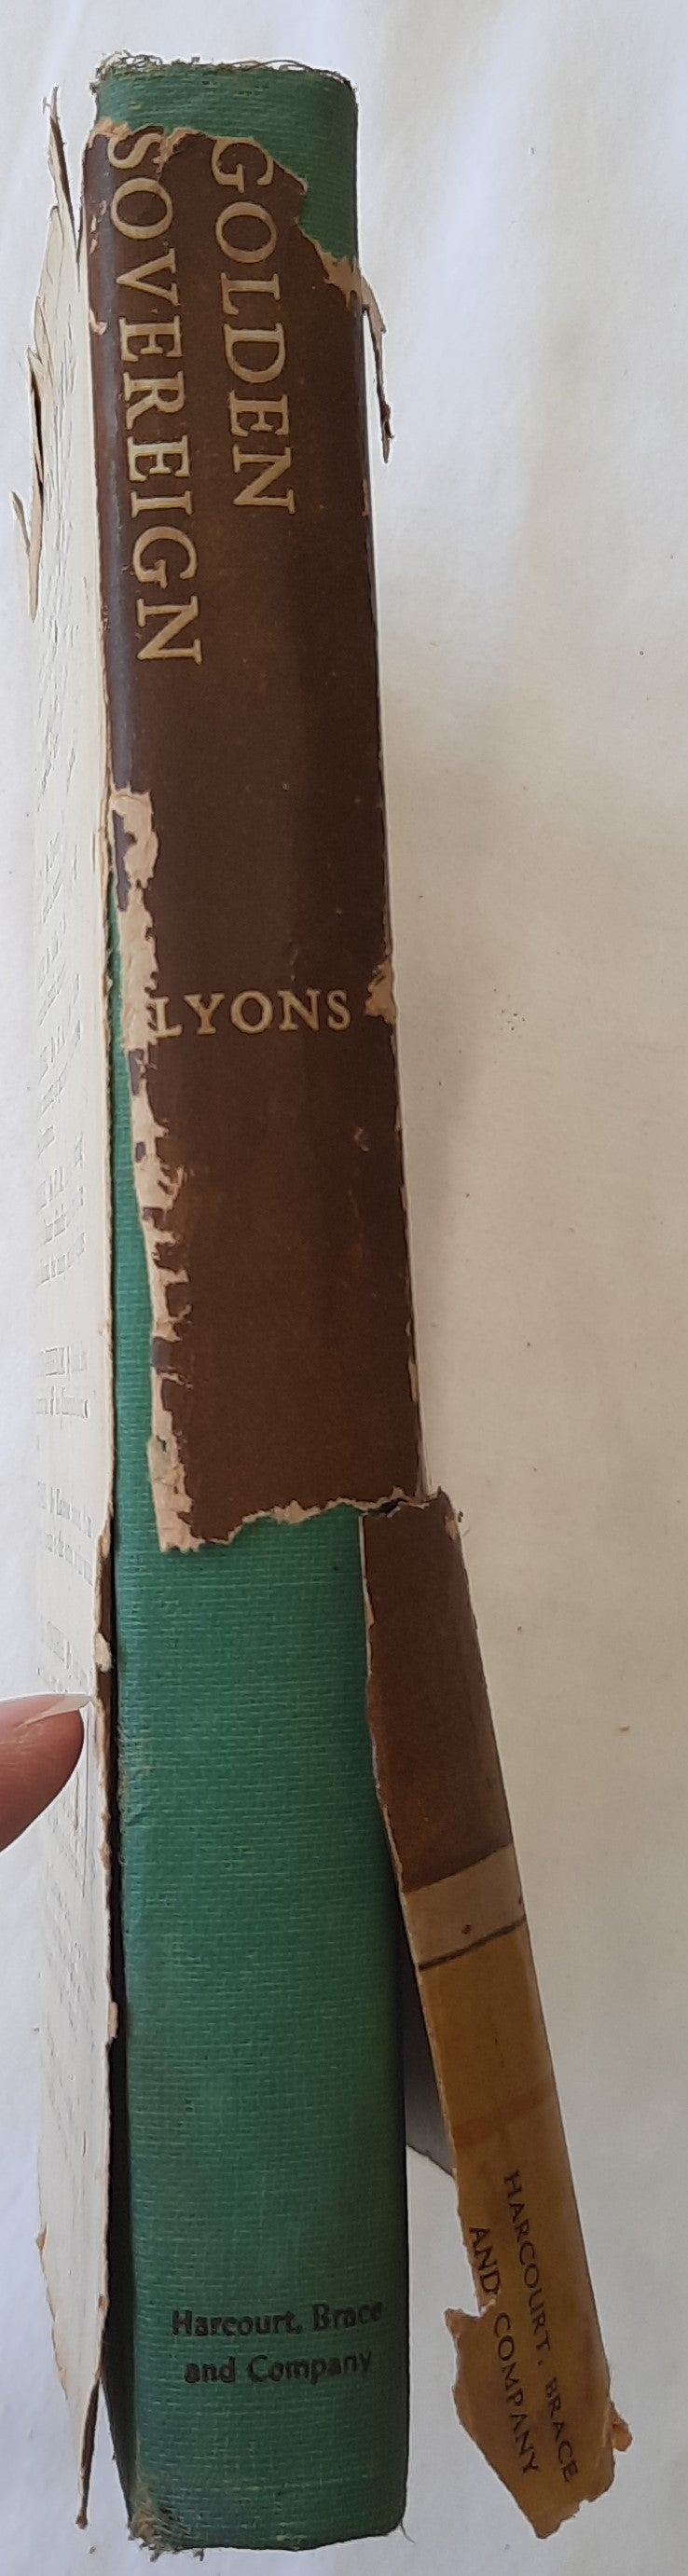 GOLDEN
SOVEREIGN
LYONS
Harcourt, Brace
and Company
HARCOURT, BRACE
AND COMPANY